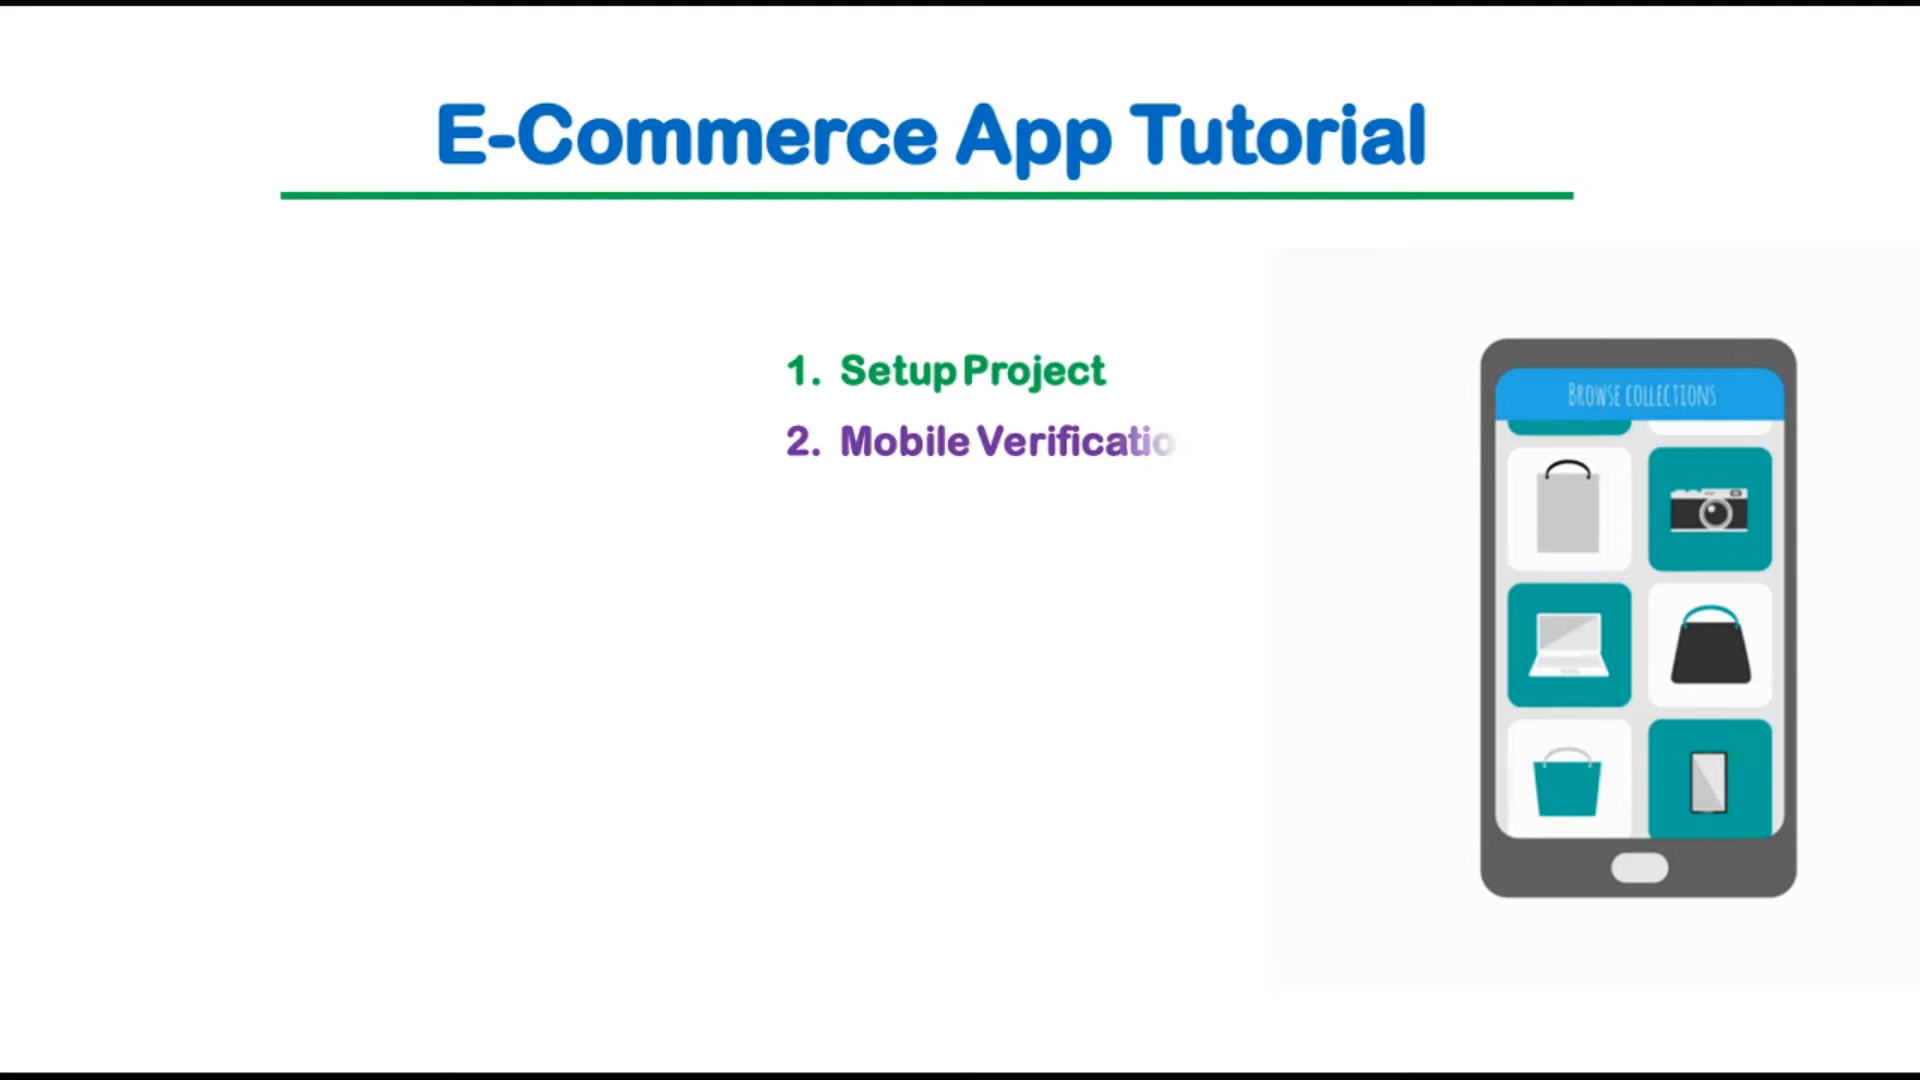 E-Commerce App Tutorial
1. Setup Project
2. Mobile Verificatio
BROWSE COLLECTIONS